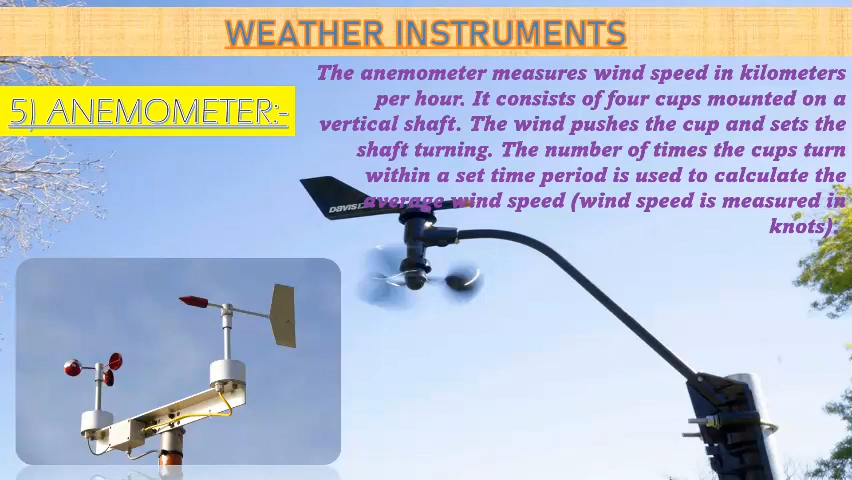 WEATHER INSTRUMENTS
5) ANEMOMETER:-
The anemometer measures wind speed in kilometers
per hour. It consists of four cups mounted on a
vertical shaft. The wind pushes the cup and sets the
shaft turning. The number of times the cups turn
within a set time period is used to calculate the
average wind speed (wind speed is measured in
knots).
DAVIS